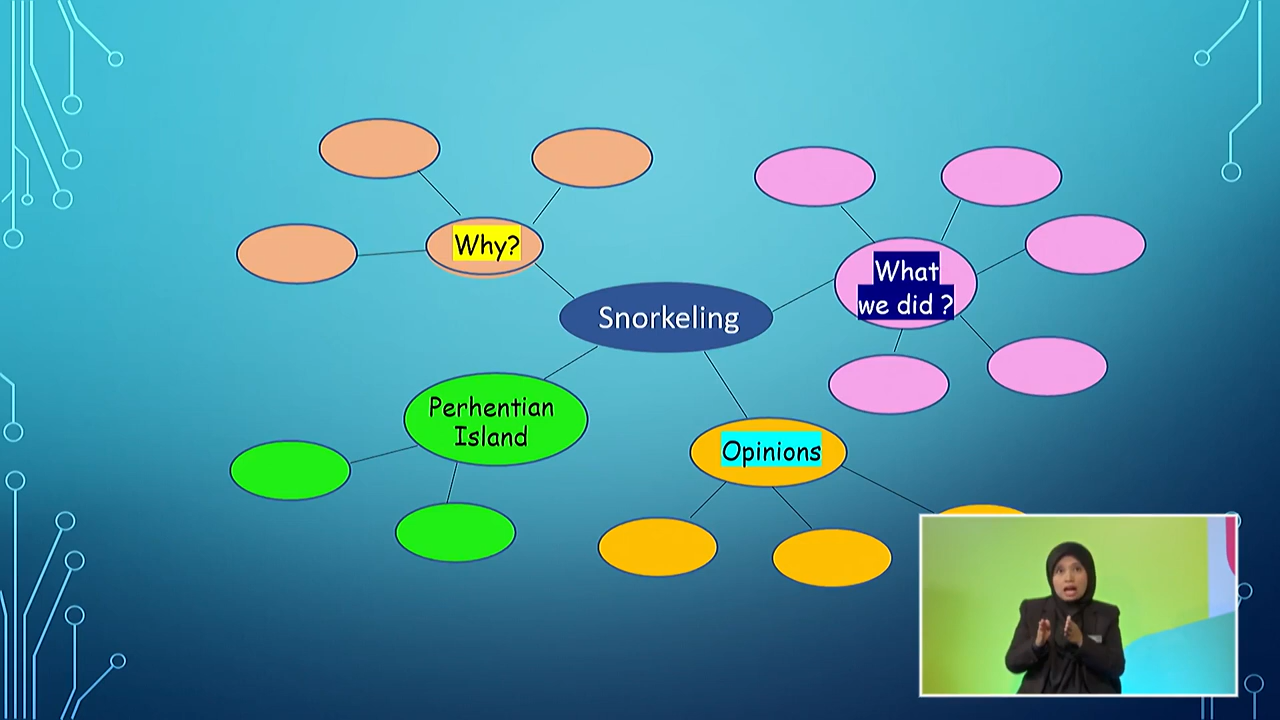 Why?
What
we did ?
Snorkeling
Perhentian
Island
Opinions